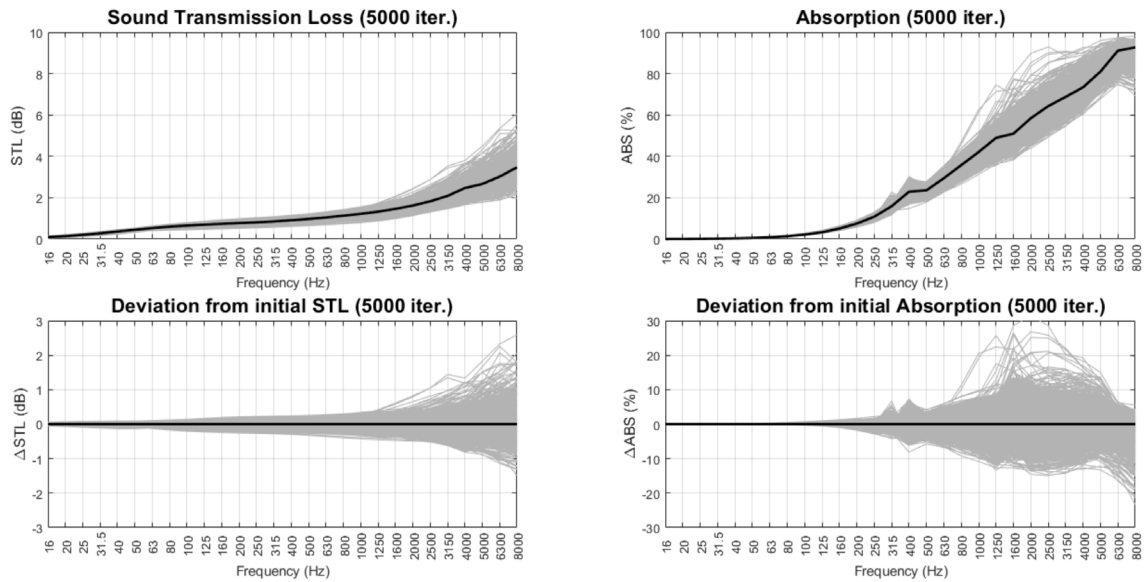 Sound Transmission Loss (5000 iter.)
10
8
6
4
2
0
STL (dB)
16 20 25 31.5 40 50 63 80 100 125 160 200 250 315 400 500 630 800 1000 1250 1600 2000 2500 3150 4000 5000 6300 8000
Frequency (Hz)
Absorption (5000 iter.)
100
80
60
40
20
0
ABS (%)
16 20 25 31.5 40 50 63 80 100 125 160 200 250 315 400 500 630 800 1000 1250 1600 2000 2500 3150 4000 5000 6300 8000
Frequency (Hz)
Deviation from initial STL (5000 iter.)
3
2
1
0
-1
-2
-3
ΔSTL (dB)
16 20 25 31.5 40 50 63 80 100 125 160 200 250 315 400 500 630 800 1000 1250 1600 2000 2500 3150 4000 5000 6300 8000
Frequency (Hz)
Deviation from initial Absorption (5000 iter.)
30
20
10
0
-10
-20
-30
ΔABS (%)
16 20 25 31.5 40 50 63 80 100 125 160 200 250 315 400 500 630 800 1000 1250 1600 2000 2500 3150 4000 5000 6300 8000
Frequency (Hz)